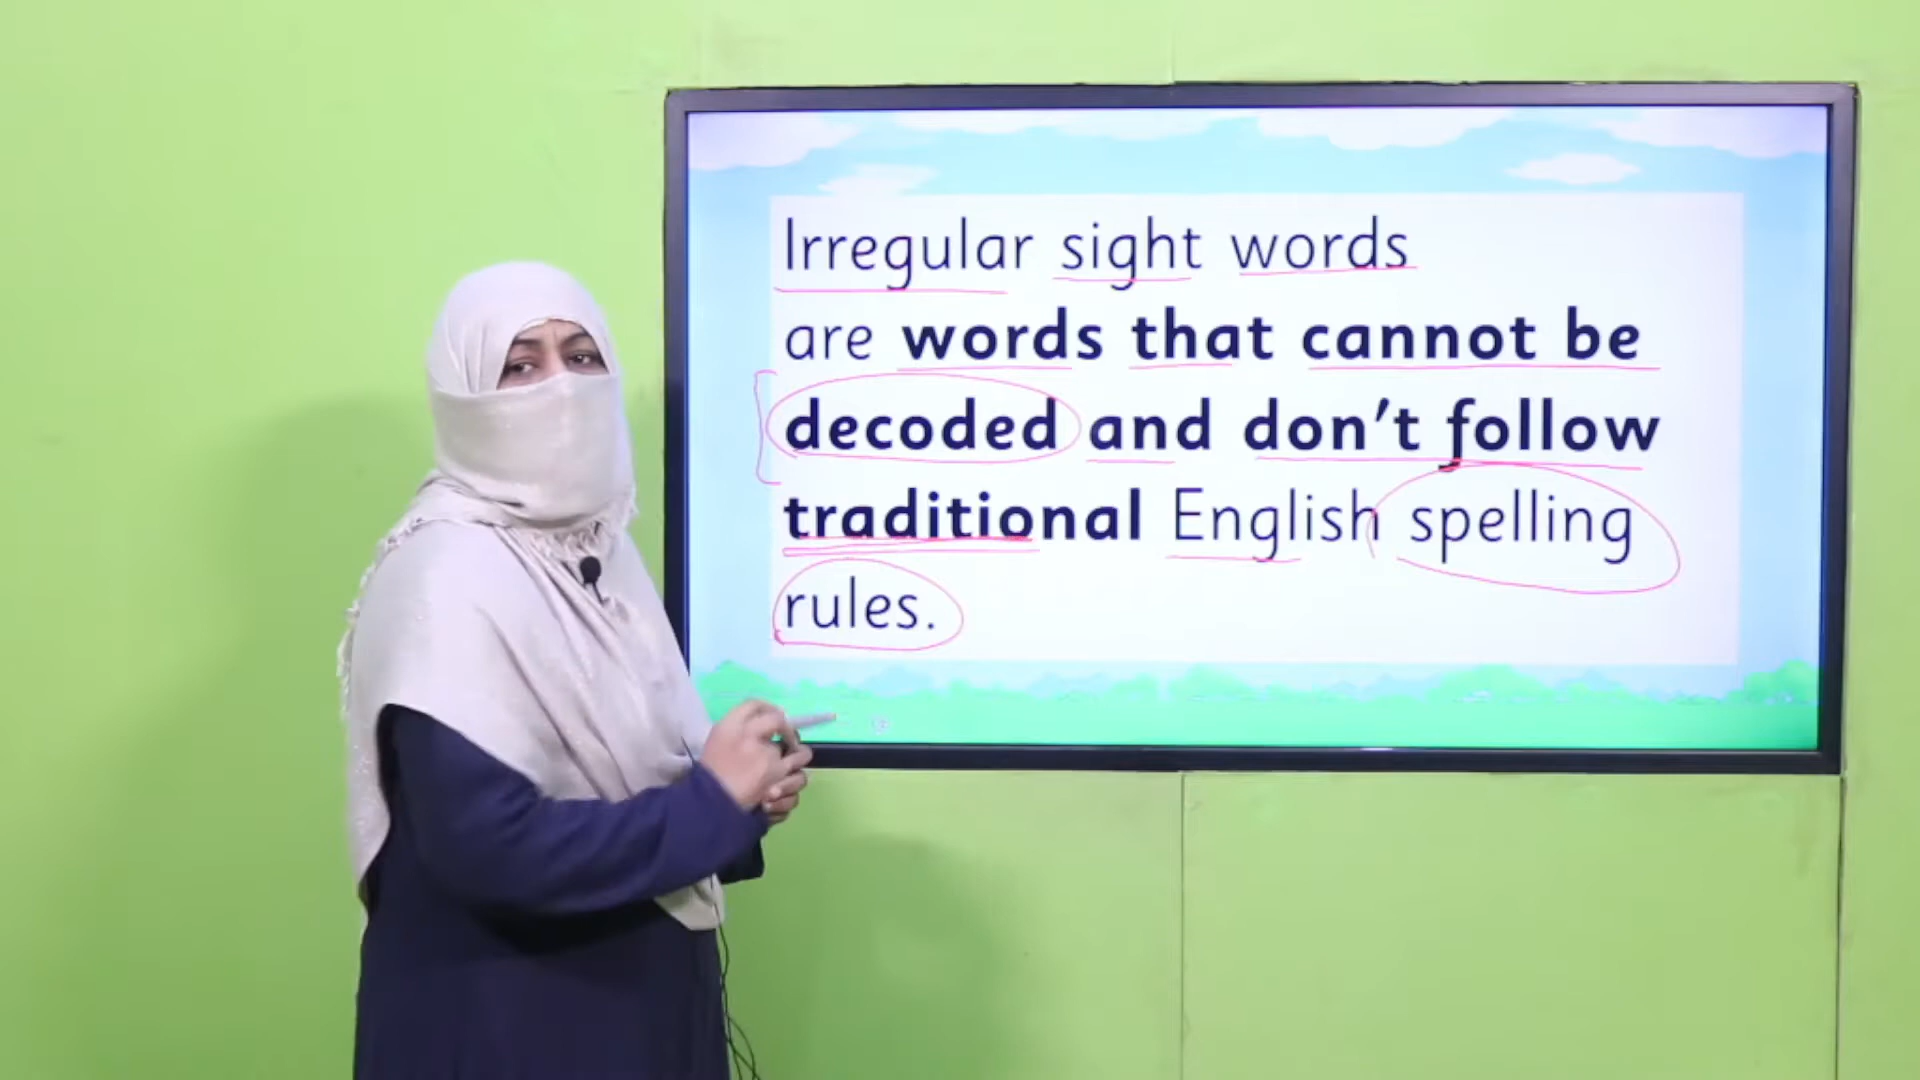 Irregular sight words
are words that cannot be
decoded and don't follow
traditional English spelling
rules.